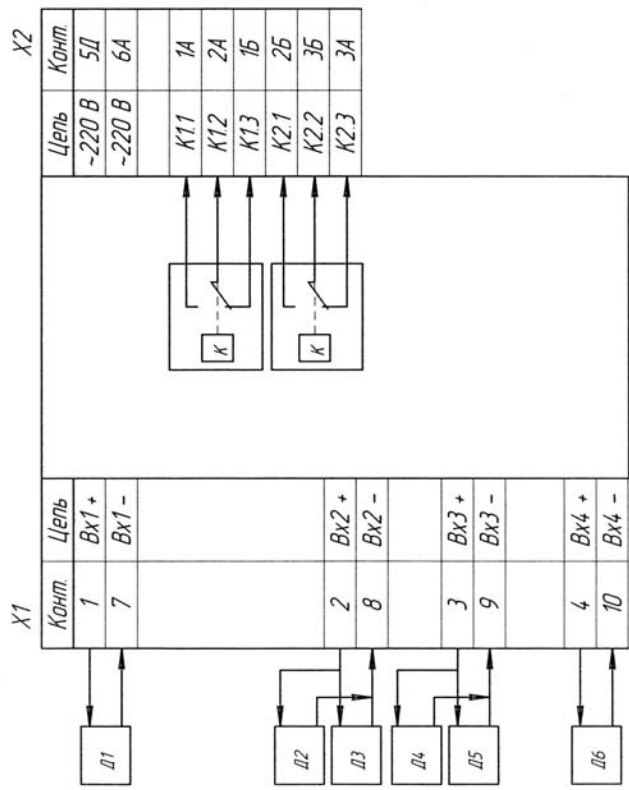 X2
Цепь Конт.
~220 В 5Д
~220 В 6А
К1.1 1А
К1.2 2А
К1.3 1Б
К2.1 2Б
К2.2 3Б
К2.3 3А
К
К
X1
Конт. Цепь
1 Вх1 +
7 Вх1 -
2 Вх2 +
8 Вх2 -
3 Вх3 +
9 Вх3 -
4 Вх4 +
10 Вх4 -
Д1
Д2
Д3
Д4
Д5
Д6